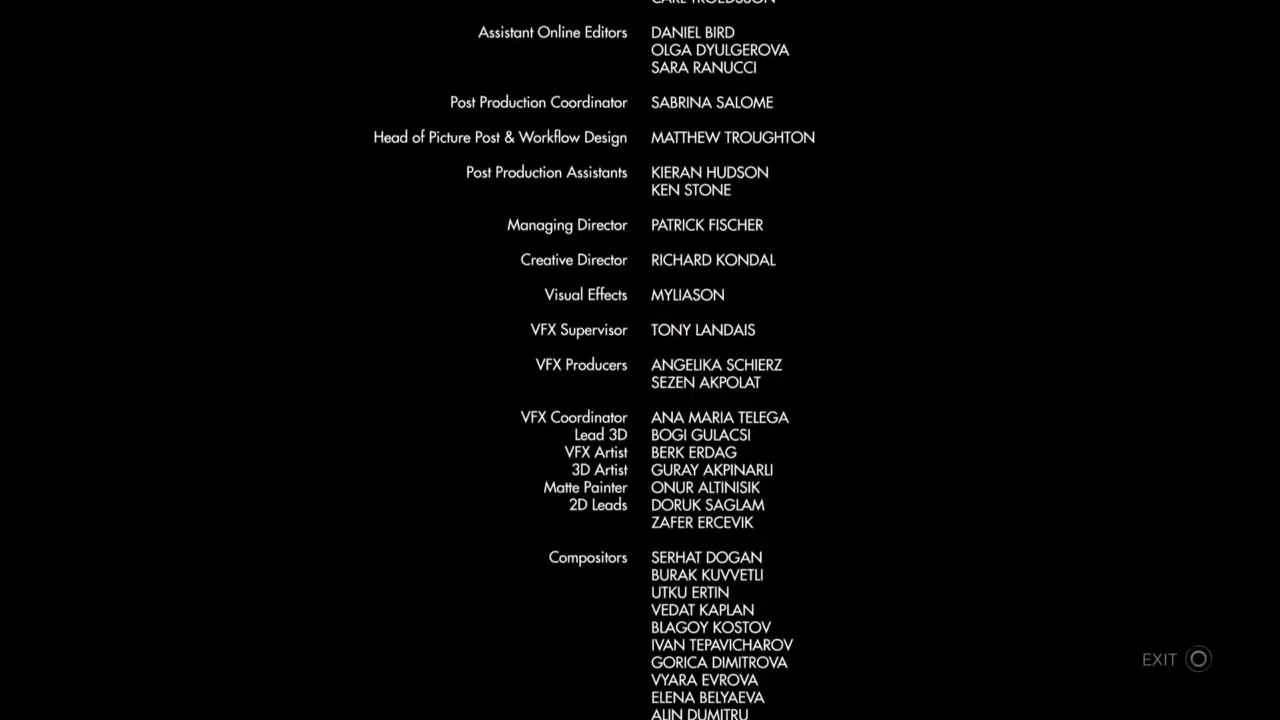 CARL TROEDSSON
Assistant Online Editors DANIEL BIRD
OLGA DYULGEROVA
SARA RANUCCI
Post Production Coordinator SABRINA SALOME
Head of Picture Post & Workflow Design MATTHEW TROUGHTON
Post Production Assistants KIERAN HUDSON
KEN STONE
Managing Director PATRICK FISCHER
Creative Director RICHARD KONDAL
Visual Effects MYLIASON
VFX Supervisor TONY LANDAIS
VFX Producers ANGELIKA SCHIERZ
SEZEN AKPOLAT
VFX Coordinator ANA MARIA TELEGA
Lead 3D BOGI GULACSI
VFX Artist BERK ERDAG
3D Artist GURAY AKPINARLI
Matte Painter ONUR ALTINISIK
2D Leads DORUK SAGLAM
ZAFER ERCEVIK
Compositors SERHAT DOGAN
BURAK KUVVETLI
UTKU ERTIN
VEDAT KAPLAN
BLAGOY KOSTOV
IVAN TEPAVICHAROV
GORICA DIMITROVA
VYARA EVROVA
ELENA BELYAEVA
ALIN DUMITRU
EXIT